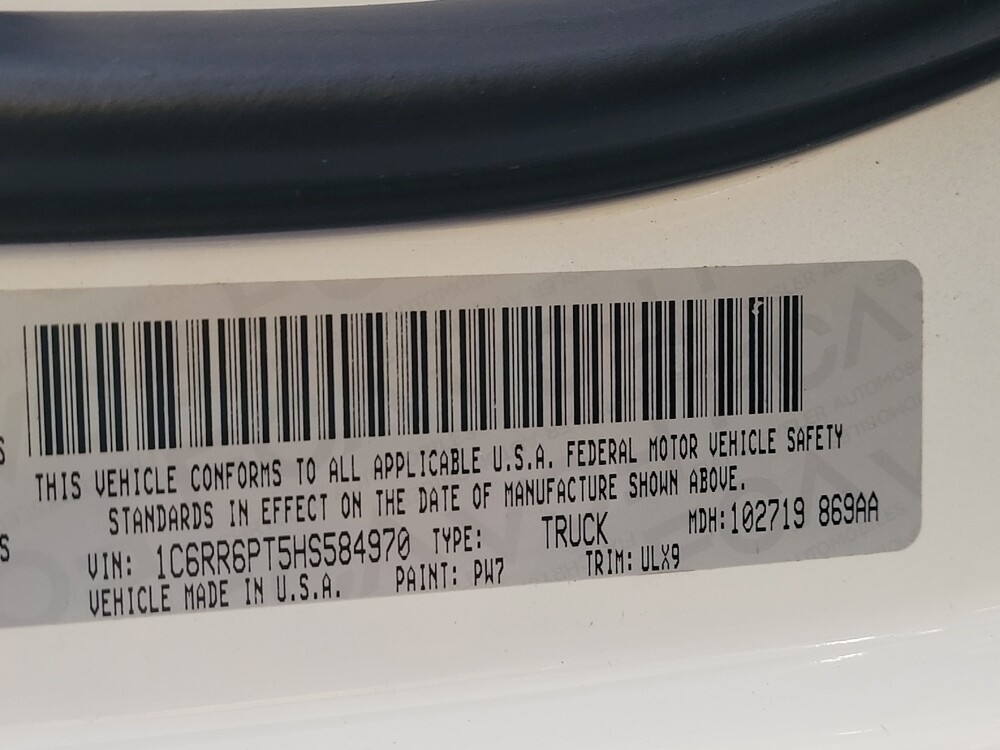 THIS VEHICLE CONFORMS TO ALL APPLICABLE U.S.A. FEDERAL MOTOR VEHICLE SAFETY
STANDARDS IN EFFECT ON THE DATE OF MANUFACTURE SHOWN ABOVE.
VIN: 1C6RR6PT5HS584970 TYPE: TRUCK MDH:102719 869AA
VEHICLE MADE IN U.S.A. PAINT: PW7 TRIM: ULX9